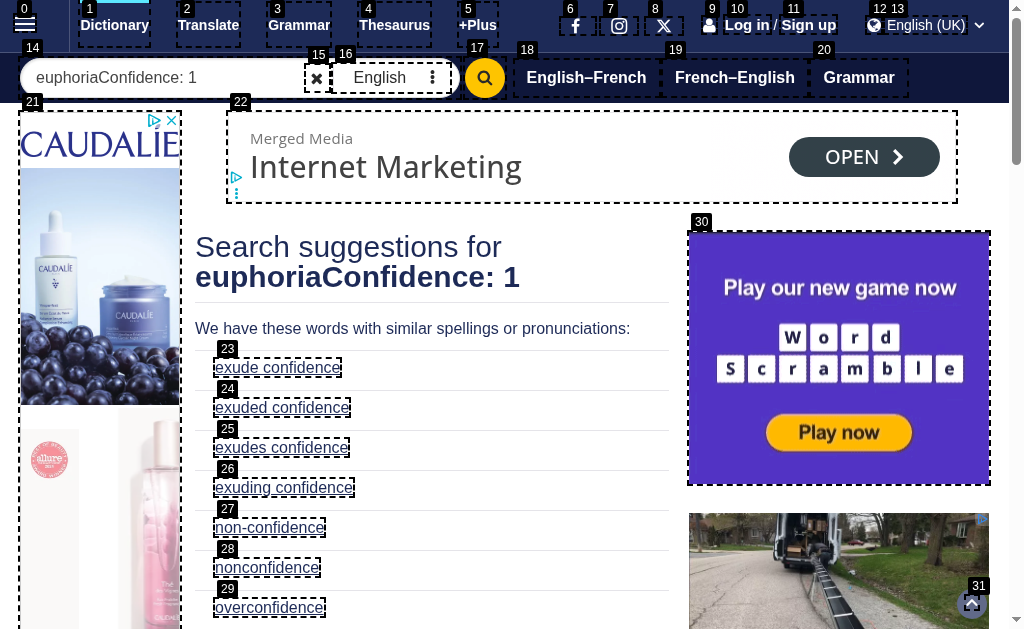 0 1 2 3 4 5 6 7 8 9 10 11 12 13
Dictionary Translate Grammar Thesaurus +Plus Log in / Sign up English (UK)
14 15 16 17 18 19 20
euphoriaConfidence: 1 English English–French French–English Grammar
21 22
CAUDALÍE
Merged Media
Internet Marketing
OPEN
30
Search suggestions for
euphoriaConfidence: 1
We have these words with similar spellings or pronunciations:
23
exude confidence
24
exuded confidence
25
exudes confidence
26
exuding confidence
27
non-confidence
28
nonconfidence
29
overconfidence
Play our new game now
W o r d
S c r a m b l e
Play now
31
CAUDALÍE
CAUDALÍE
allure